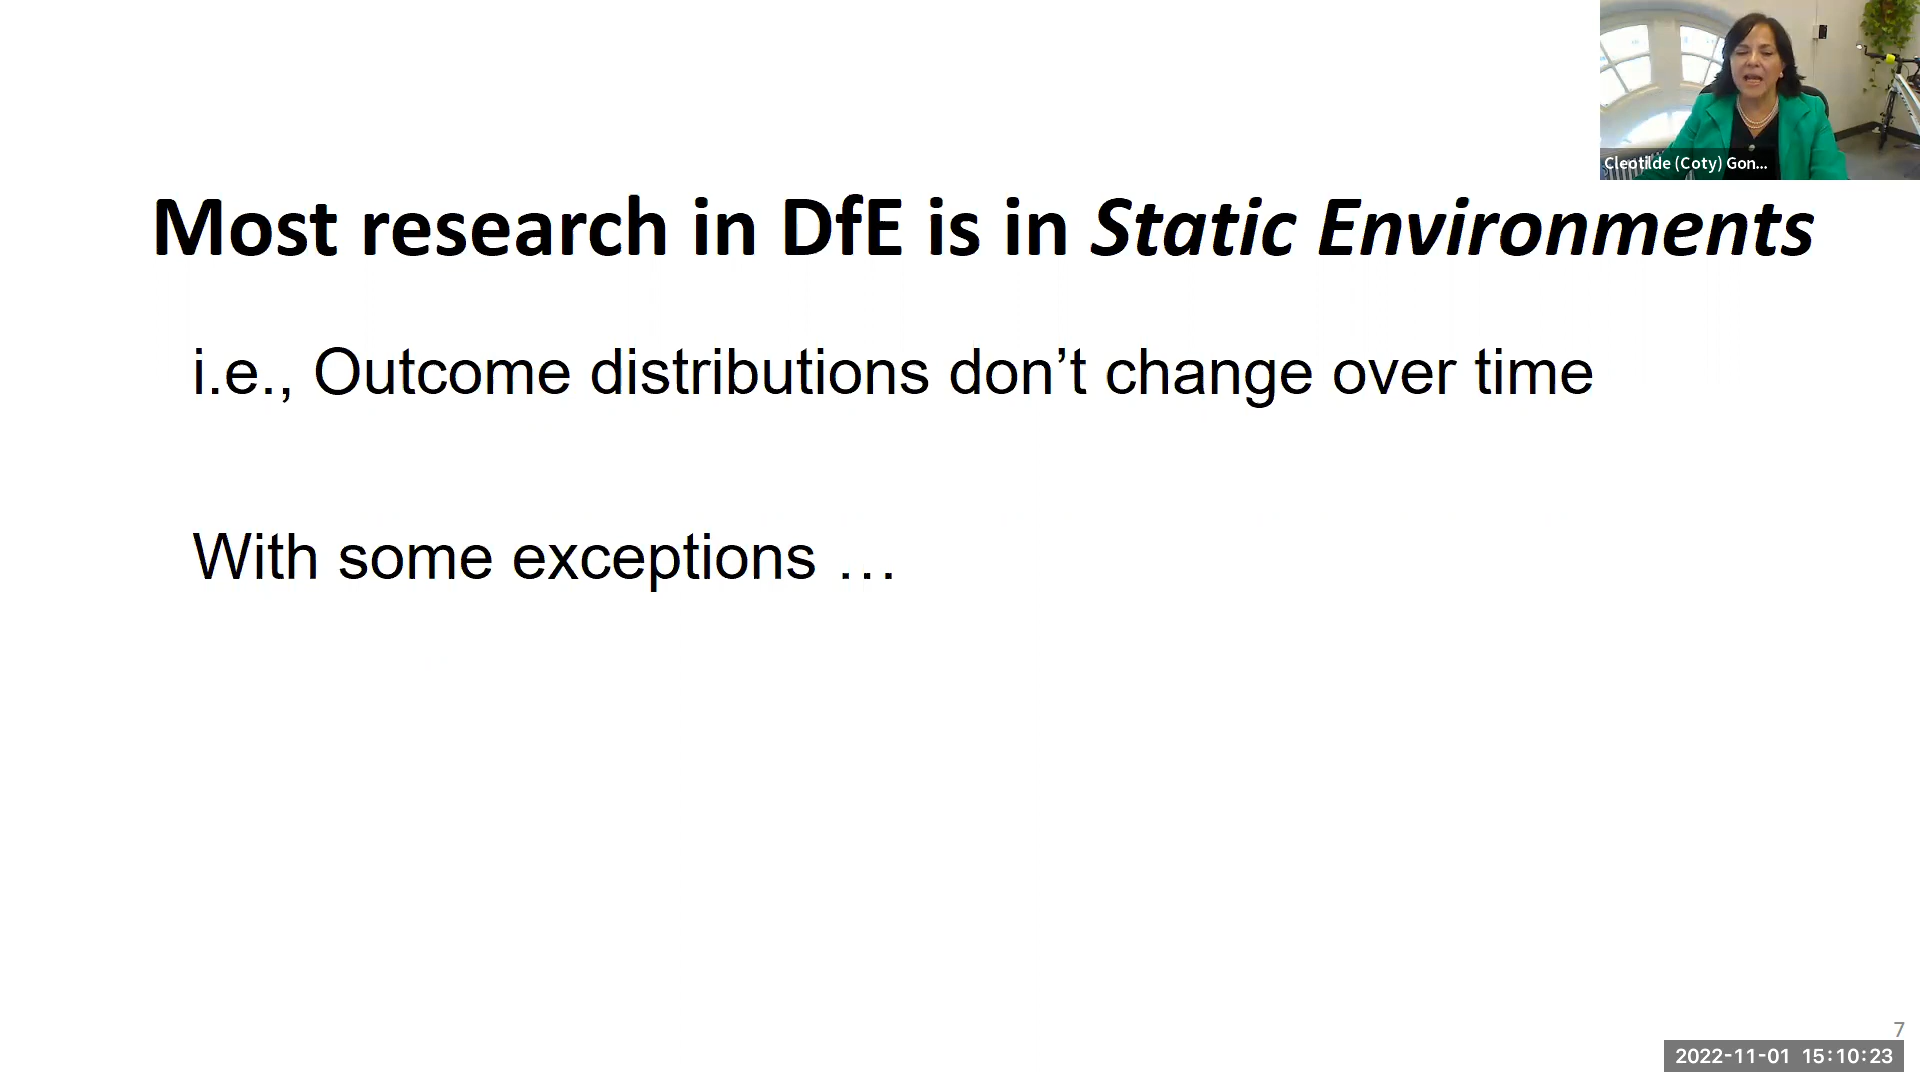 Cleotilde (Coty) Gon...
Most research in DfE is in Static Environments
i.e., Outcome distributions don’t change over time
With some exceptions …
7
2022-11-01 15:10:23